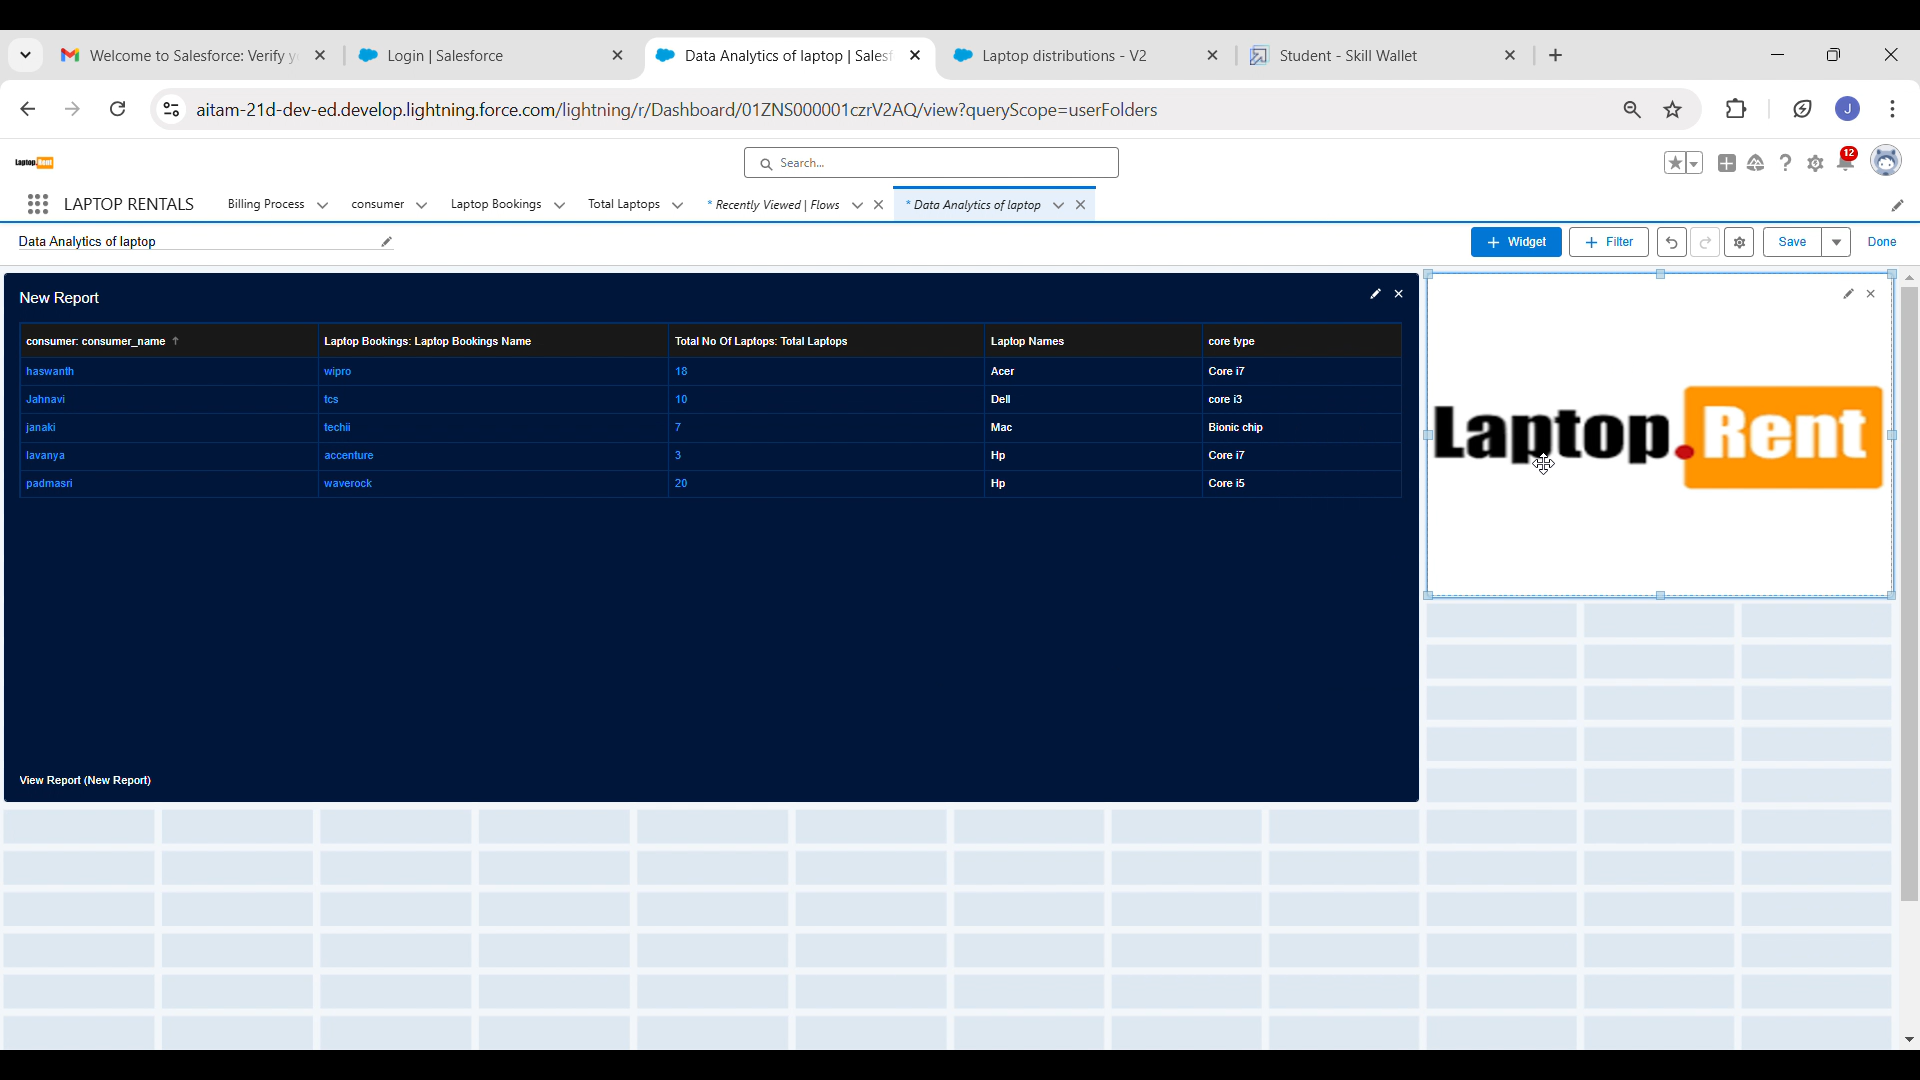 Welcome to Salesforce: Verify y
Login | Salesforce
Data Analytics of laptop | Salesf
Laptop distributions - V2
Student - Skill Wallet
aitam-21d-dev-ed.develop.lightning.force.com/lightning/r/Dashboard/01ZNS000001czrV2AQ/view?queryScope=userFolders
J
Laptop.Rent
Search...
12
LAPTOP RENTALS
Billing Process
consumer
Laptop Bookings
Total Laptops
* Recently Viewed | Flows
* Data Analytics of laptop
Data Analytics of laptop
+ Widget
+ Filter
Save
Done
New Report
consumer: consumer_name ↑ Laptop Bookings: Laptop Bookings Name Total No Of Laptops: Total Laptops Laptop Names core type
haswanth wipro 18 Acer Core i7
Jahnavi tcs 10 Dell core i3
janaki techii 7 Mac Bionic chip
lavanya accenture 3 Hp Core i7
padmasri waverock 20 Hp Core i5
View Report (New Report)
Laptop.Rent